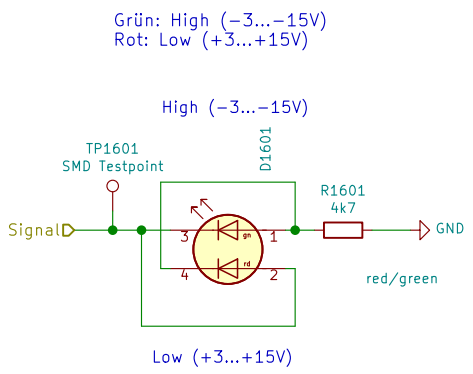 Grün: High (−3...−15V)
Rot: Low (+3...+15V)
High (−3...−15V)
D1601
TP1601
SMD Testpoint
R1601
4k7
Signal
3
gn
1
GND
4
rd
2
red/green
Low (+3...+15V)